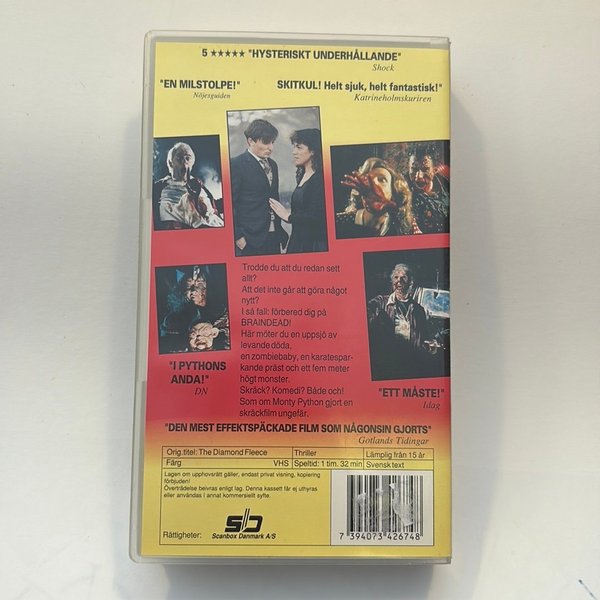 5 ★★★★★ "HYSTERISKT UNDERHÅLLANDE"
Shock
"EN MILSTOLPE!"
Nöjesguiden
SKITKUL! Helt sjuk, helt fantastisk!"
Katrineholmskuriren
Trodde du att du redan sett
allt?
Att det inte går att göra något
nytt?
I så fall: förbered dig på
BRAINDEAD!
Här möter du en uppsjö av
levande döda,
en zombiebaby, en karatespar-
kande präst och ett fem meter
högt monster.
Skräck? Komedi? Både och!
Som om Monty Python gjort en
skräckfilm ungefär.
"I PYTHONS
ANDA!"
DN
"ETT MÅSTE!"
Idag
"DEN MEST EFFEKTSPÄCKADE FILM SOM NÅGONSIN GJORTS"
Gotlands Tidingar
Orig.titel: The Diamond Fleece Thriller Lämplig från 15 år
Färg VHS Speltid: 1 tim. 32 min Svensk text
Lagen om upphovsrätt gäller, endast privat visning, kopiering
förbjuden!
Överträdelse beivras enligt lag. Denna kassett får ej uthyras
eller användas i annat kommersiellt syfte.
Rättigheter:
Scanbox Danmark A/S
7 394073 426748